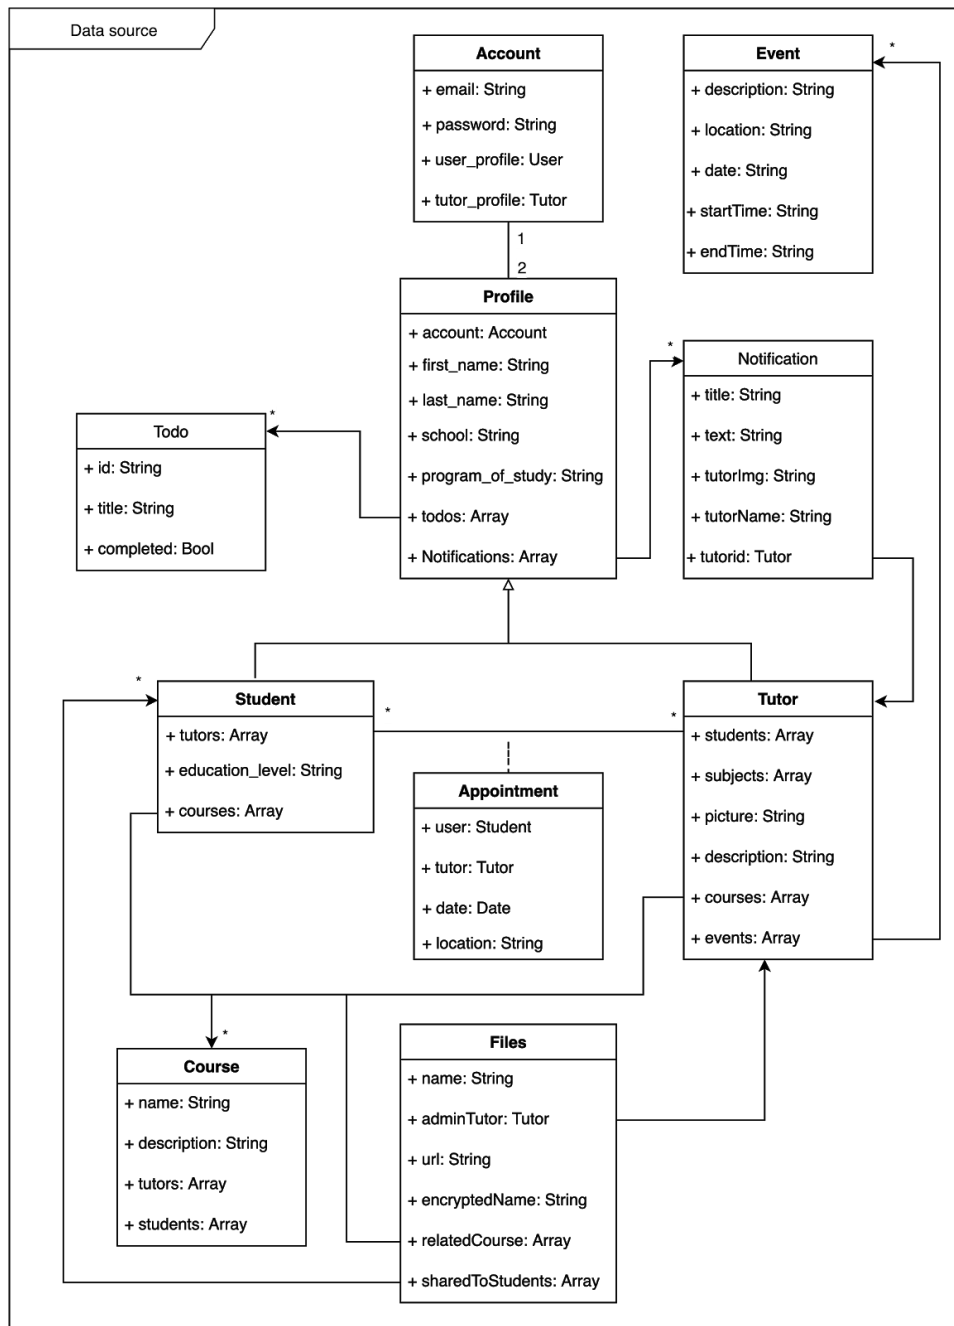 Data source
Account
+ email: String
+ password: String
+ user_profile: User
+ tutor_profile: Tutor
Event
+ description: String
+ location: String
+ date: String
+ startTime: String
+ endTime: String
*
1
2
Profile
+ account: Account
+ first_name: String
+ last_name: String
+ school: String
+ program_of_study: String
+ todos: Array
+ Notifications: Array
*
Notification
+ title: String
+ text: String
+ tutorImg: String
+ tutorName: String
+ tutorid: Tutor
*
Todo
+ id: String
+ title: String
+ completed: Bool
*
Student
+ tutors: Array
+ education_level: String
+ courses: Array
*
*
Tutor
+ students: Array
+ subjects: Array
+ picture: String
+ description: String
+ courses: Array
+ events: Array
Appointment
+ user: Student
+ tutor: Tutor
+ date: Date
+ location: String
*
Course
+ name: String
+ description: String
+ tutors: Array
+ students: Array
Files
+ name: String
+ adminTutor: Tutor
+ url: String
+ encryptedName: String
+ relatedCourse: Array
+ sharedToStudents: Array